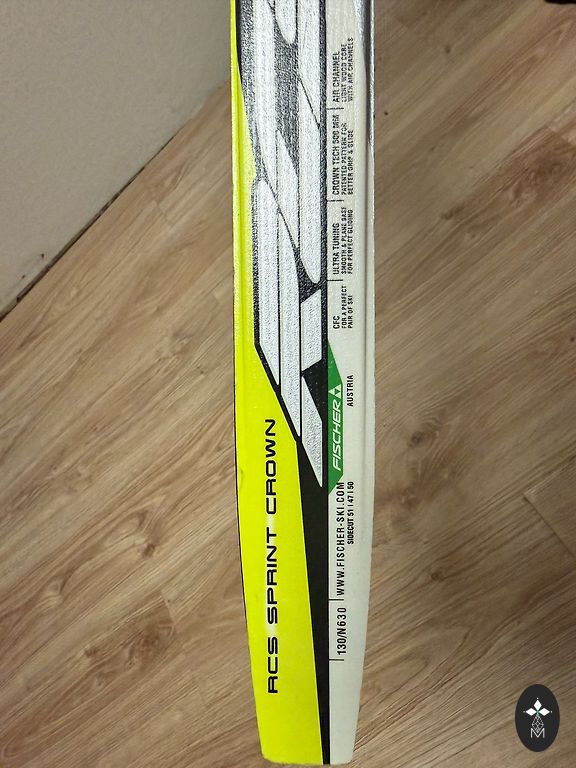 AIR CHANNEL
LIGHT WOOD CORE
WITH AIR CHANNELS
CROWN TECH
PATENTED PATTERN FOR
BETTER GRIP & GLIDE
ULTRA TUNING
SMOOTH & PLANE BASE
FOR PERFECT GLIDING
CFC
FOR A PERFECT
PAIR OF SKI
FISCHER
AUSTRIA
WWW.FISCHER-SKI.COM
SIDECUT 51 I 47 I 50
130/N630
RCS SPRINT CROWN
M